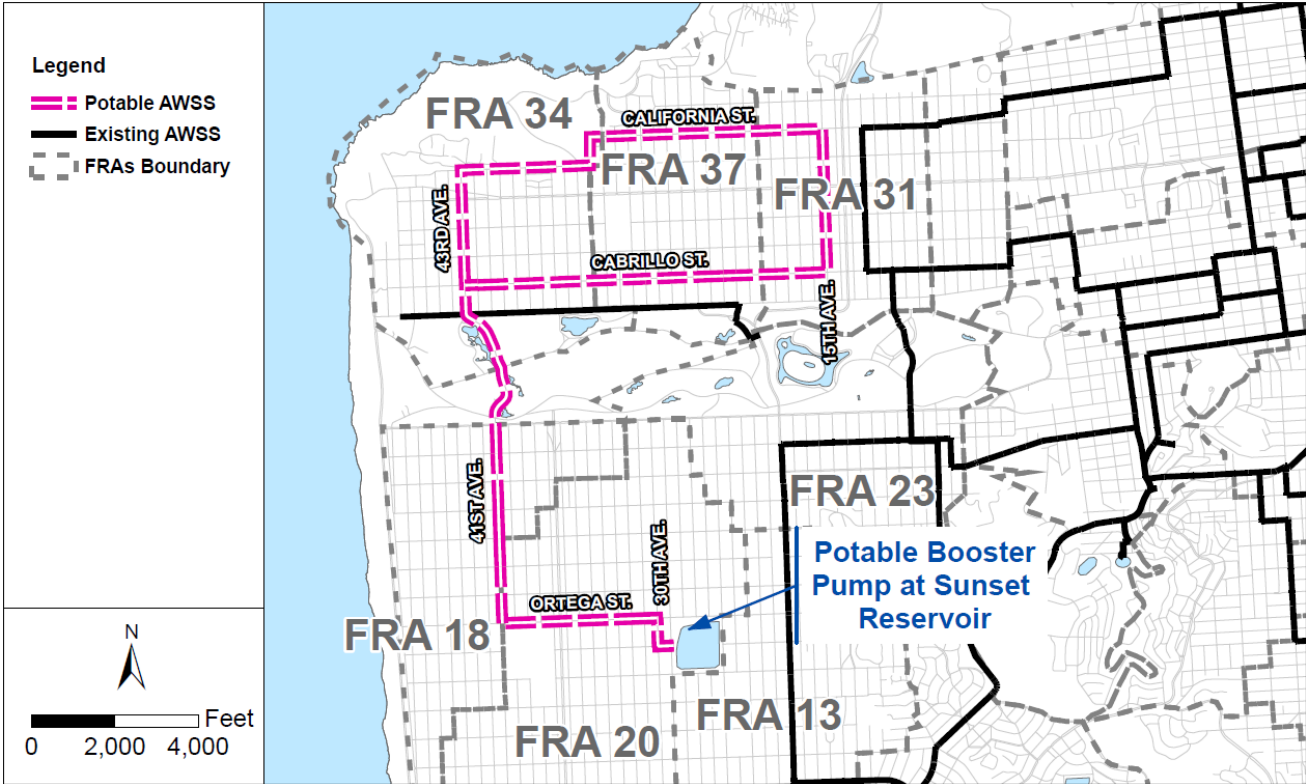 Legend
Potable AWSS
Existing AWSS
FRAs Boundary
N
Feet
0 2,000 4,000
FRA 34
CALIFORNIA ST.
FRA 37
FRA 31
43RD AVE.
CABRILLO ST.
15TH AVE.
41ST AVE.
FRA 23
30TH AVE.
Potable Booster
Pump at Sunset
Reservoir
ORTEGA ST.
FRA 18
FRA 13
FRA 20